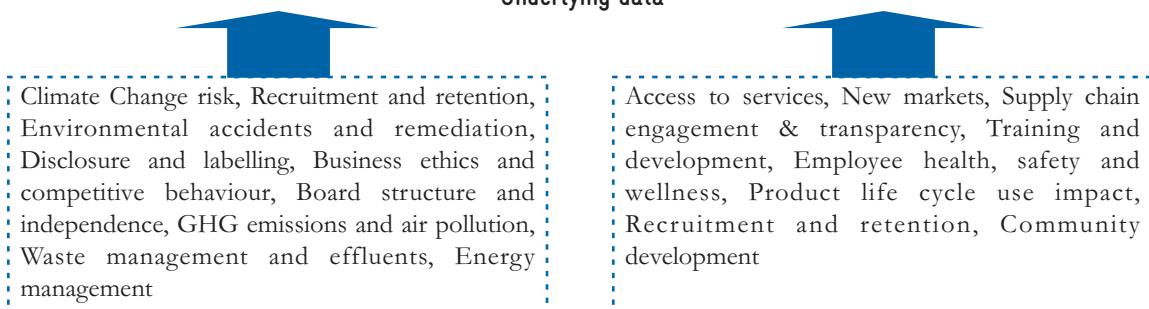 Underlying data
Climate Change risk, Recruitment and retention,
Environmental accidents and remediation,
Disclosure and labelling, Business ethics and
competitive behaviour, Board structure and
independence, GHG emissions and air pollution,
Waste management and effluents, Energy
management
Access to services, New markets, Supply chain
engagement & transparency, Training and
development, Employee health, safety and
wellness, Product life cycle use impact,
Recruitment and retention, Community
development